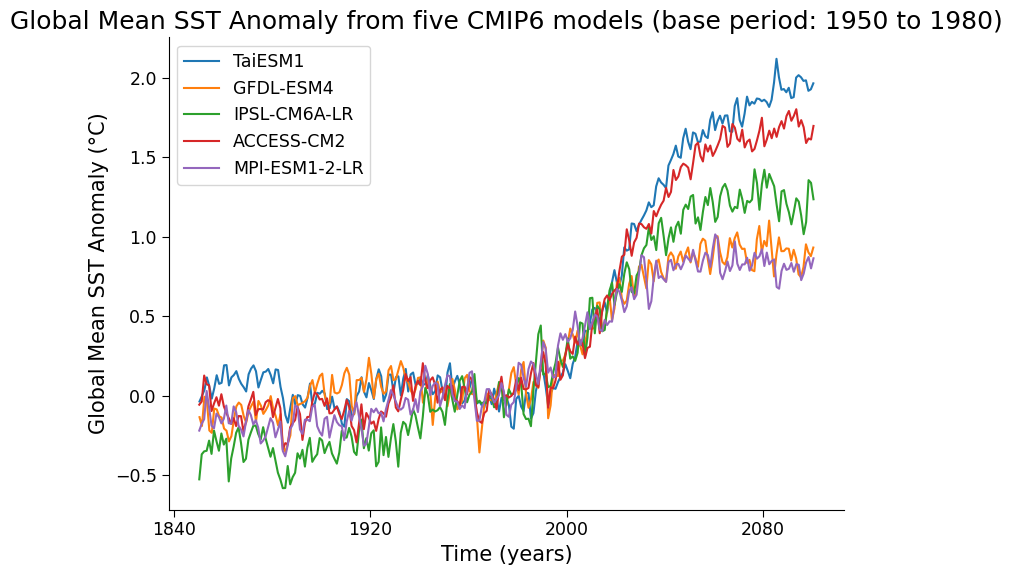 Global Mean SST Anomaly from five CMIP6 models (base period: 1950 to 1980)
TaiESM1
GFDL-ESM4
IPSL-CM6A-LR
ACCESS-CM2
MPI-ESM1-2-LR
Global Mean SST Anomaly (°C)
2.0
1.5
1.0
0.5
0.0
−0.5
1840 1920 2000 2080
Time (years)